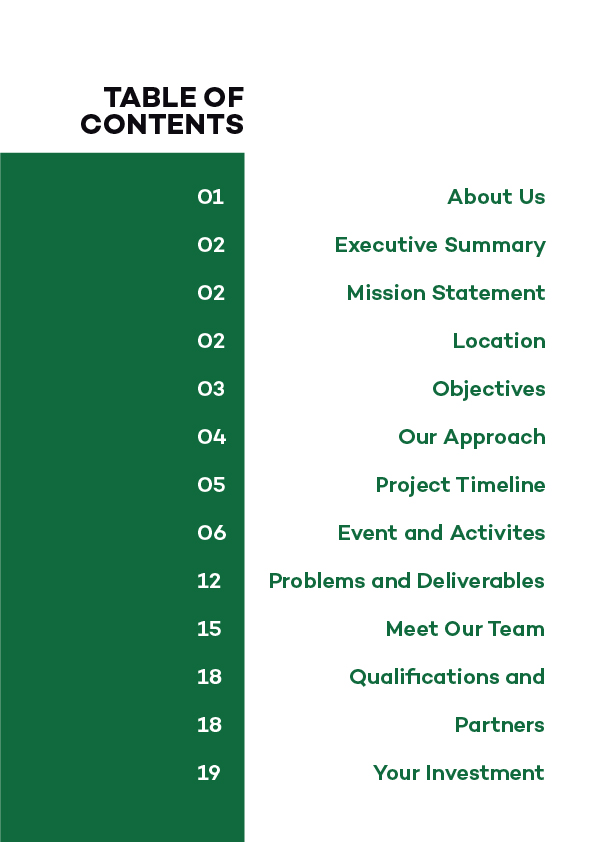 TABLE OF
CONTENTS
01 About Us
02 Executive Summary
02 Mission Statement
02 Location
03 Objectives
04 Our Approach
05 Project Timeline
06 Event and Activites
12 Problems and Deliverables
15 Meet Our Team
18 Qualifications and
18 Partners
19 Your Investment